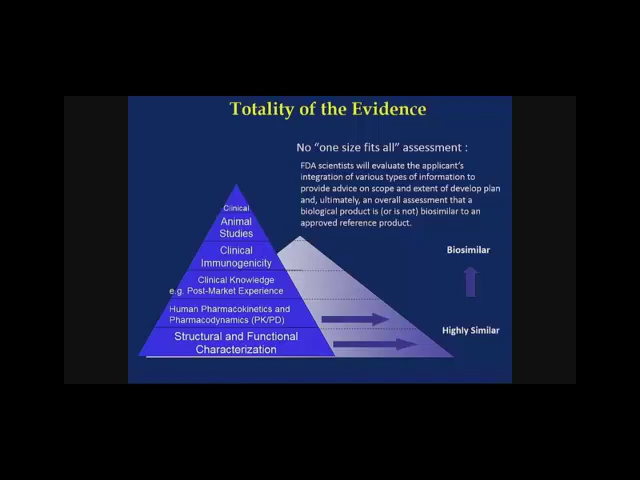 Totality of the Evidence
No “one size fits all” assessment :
FDA scientists will evaluate the applicant’s
integration of various types of information to
provide advice on scope and extent of develop plan
and, ultimately, an overall assessment that a
biological product is (or is not) biosimilar to an
approved reference product.
Clinical
Animal
Studies
Clinical
Immunogenicity
Clinical Knowledge
e.g. Post-Market Experience
Human Pharmacokinetics and
Pharmacodynamics (PK/PD)
Structural and Functional
Characterization
Biosimilar
Highly Similar